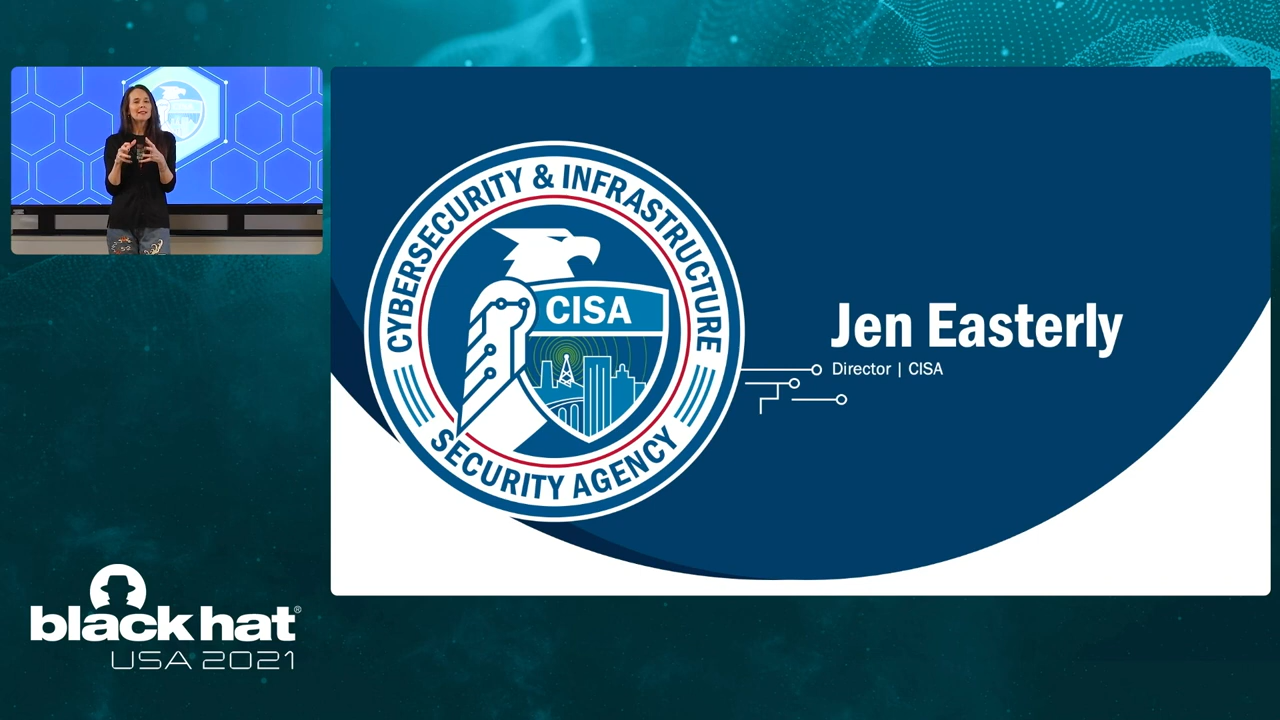 CYBERSECURITY & INFRASTRUCTURE
SECURITY AGENCY
CISA
Jen Easterly
Director | CISA
black hat®
USA 2021